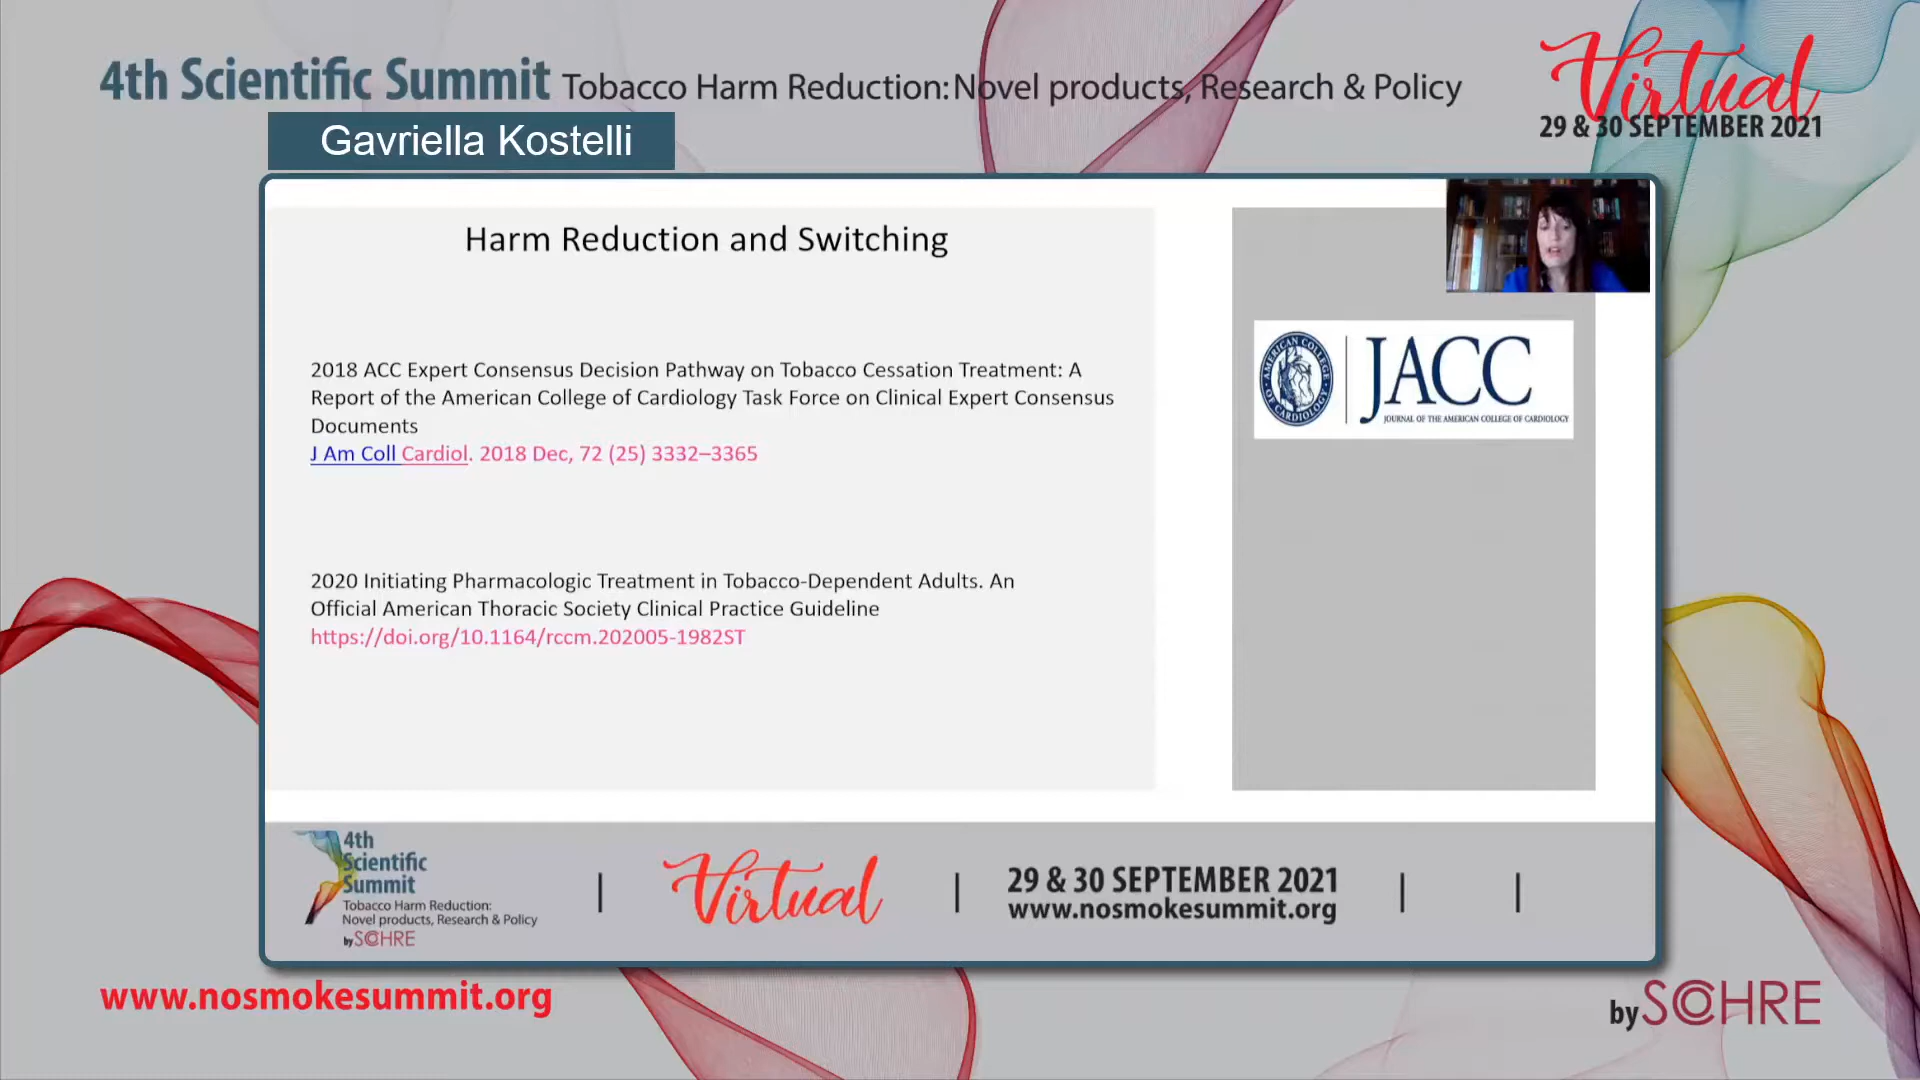 4th Scientific Summit Tobacco Harm Reduction: Novel products, Research & Policy
Virtual
29 & 30 SEPTEMBER 2021
Gavriella Kostelli
Harm Reduction and Switching
2018 ACC Expert Consensus Decision Pathway on Tobacco Cessation Treatment: A
Report of the American College of Cardiology Task Force on Clinical Expert Consensus
Documents
J Am Coll Cardiol. 2018 Dec, 72 (25) 3332–3365
2020 Initiating Pharmacologic Treatment in Tobacco-Dependent Adults. An
Official American Thoracic Society Clinical Practice Guideline
https://doi.org/10.1164/rccm.202005-1982ST
AMERICAN COLLEGE OF CARDIOLOGY
JACC
JOURNAL OF THE AMERICAN COLLEGE OF CARDIOLOGY
4th
Scientific
Summit
Tobacco Harm Reduction:
Novel products, Research & Policy
by SCOHRE
Virtual
29 & 30 SEPTEMBER 2021
www.nosmokesummit.org
www.nosmokesummit.org
by SCOHRE